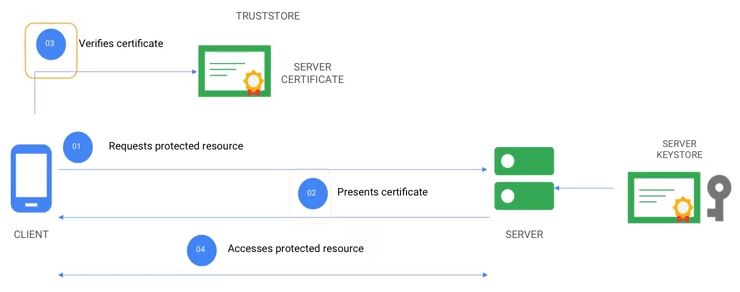 TRUSTSTORE
03
Verifies certificate
SERVER
CERTIFICATE
01
Requests protected resource
SERVER
KEYSTORE
02
Presents certificate
CLIENT
SERVER
04
Accesses protected resource